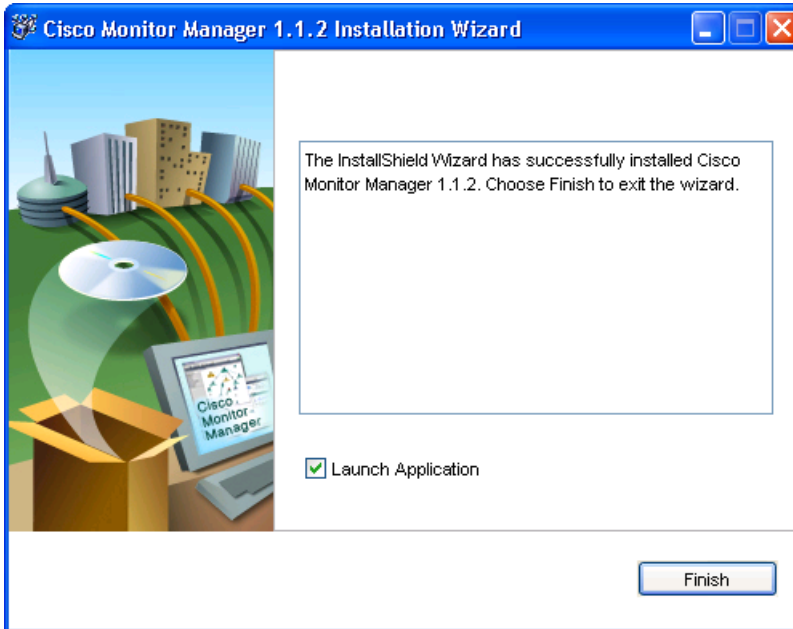 Cisco Monitor Manager 1.1.2 Installation Wizard
The InstallShield Wizard has successfully installed Cisco
Monitor Manager 1.1.2. Choose Finish to exit the wizard.
Cisco
Monitor
Manager
Launch Application
Finish